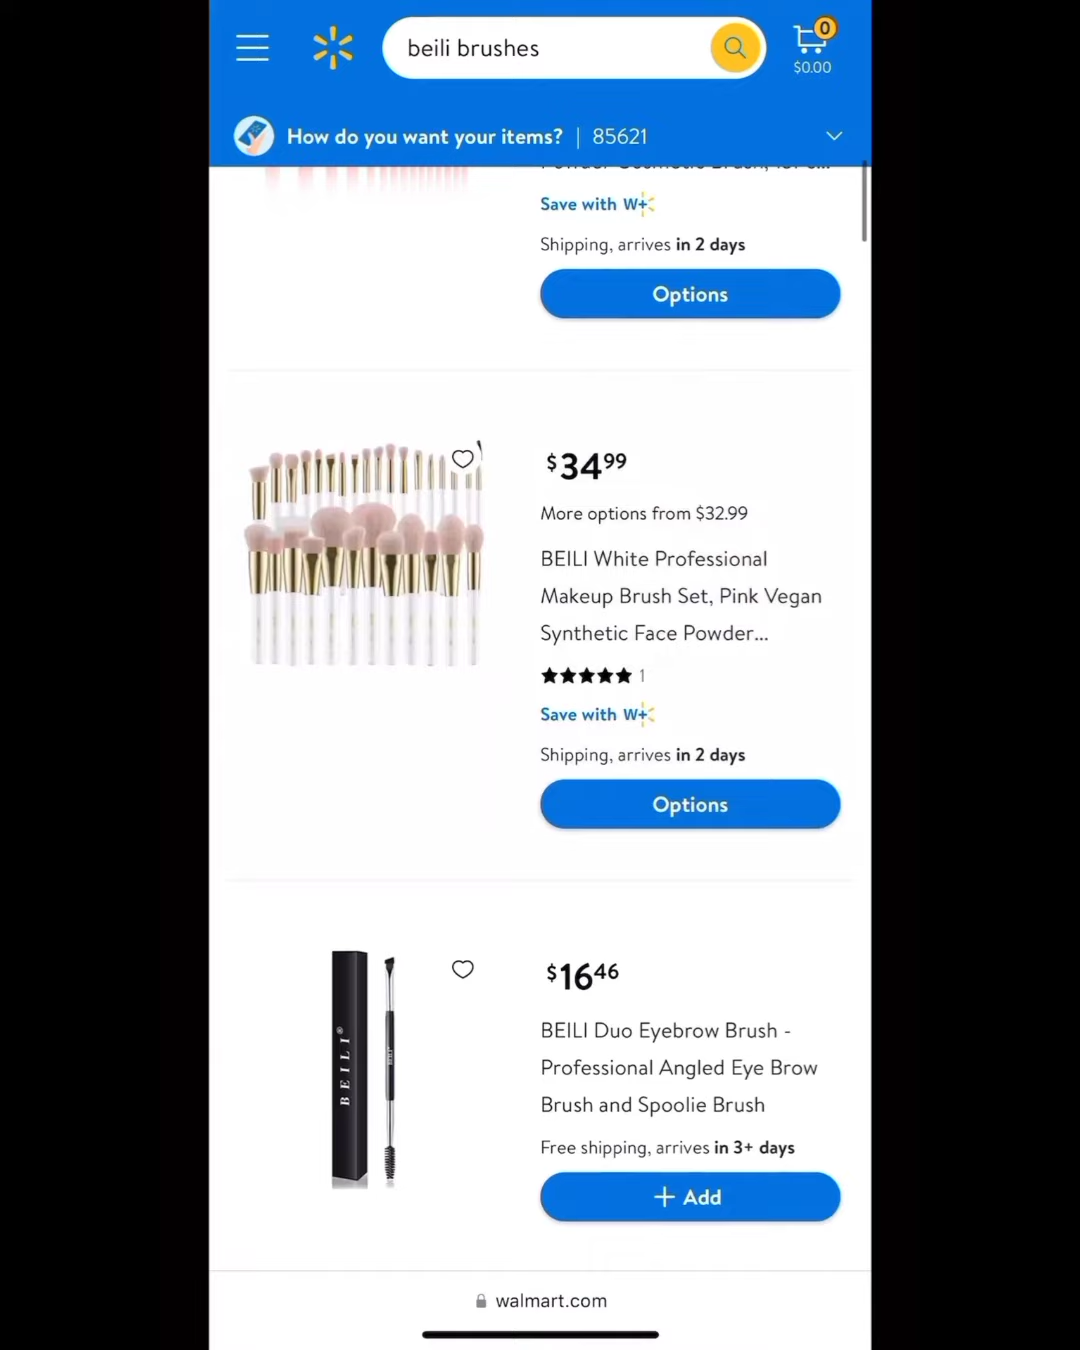 beili brushes
0
$0.00
How do you want your items? | 85621
Powder Cosmetic Brush,
Save with W+
Shipping, arrives in 2 days
Options
$34.99
More options from $32.99
BEILI White Professional
Makeup Brush Set, Pink Vegan
Synthetic Face Powder...
1
Save with W+
Shipping, arrives in 2 days
Options
BEILI®
$16.46
BEILI Duo Eyebrow Brush -
Professional Angled Eye Brow
Brush and Spoolie Brush
Free shipping, arrives in 3+ days
+ Add
walmart.com